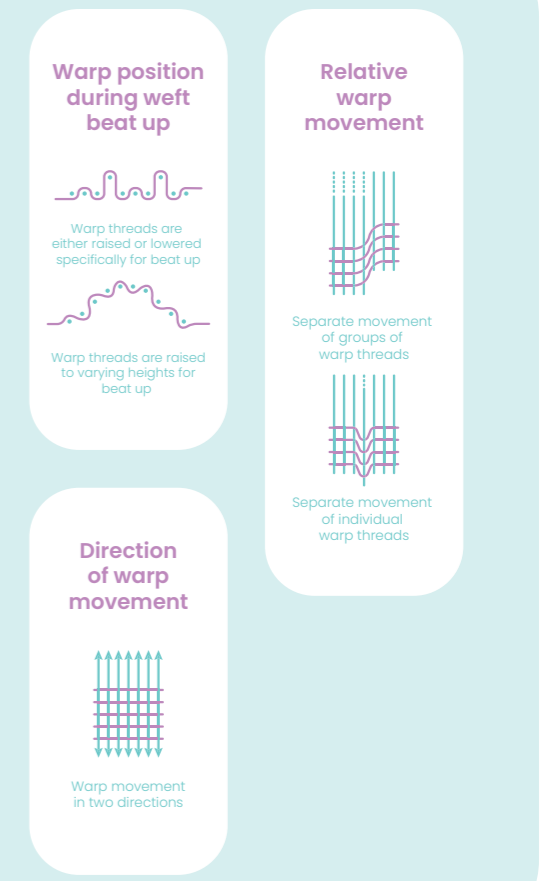 Warp position
during weft
beat up
Warp threads are
either raised or lowered
specifically for beat up
Warp threads are raised
to varying heights for
beat up
Relative
warp
movement
Separate movement
of groups of
warp threads
Separate movement
of individual
warp threads
Direction
of warp
movement
Warp movement
in two directions